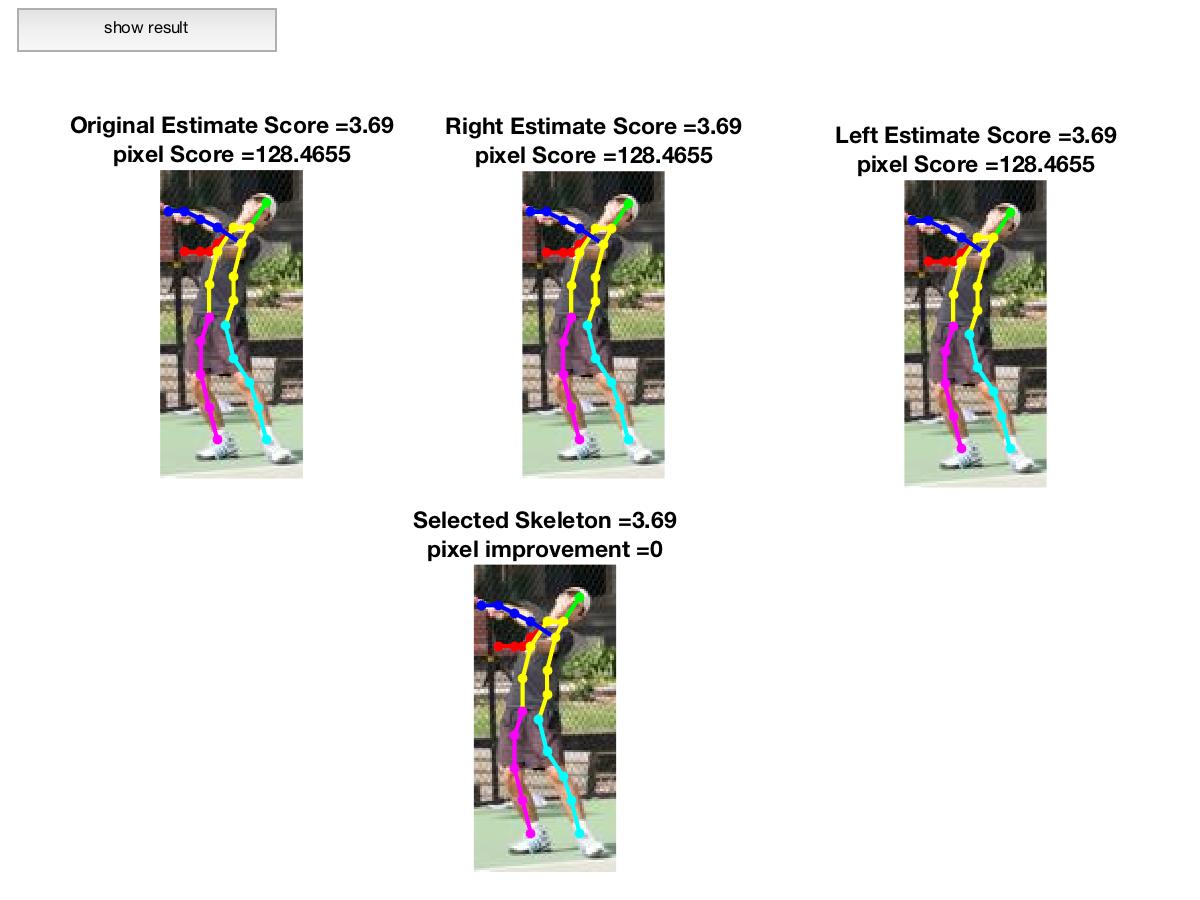 show result
Original Estimate Score =3.69
pixel Score =128.4655
Right Estimate Score =3.69
pixel Score =128.4655
Left Estimate Score =3.69
pixel Score =128.4655
Selected Skeleton =3.69
pixel improvement =0